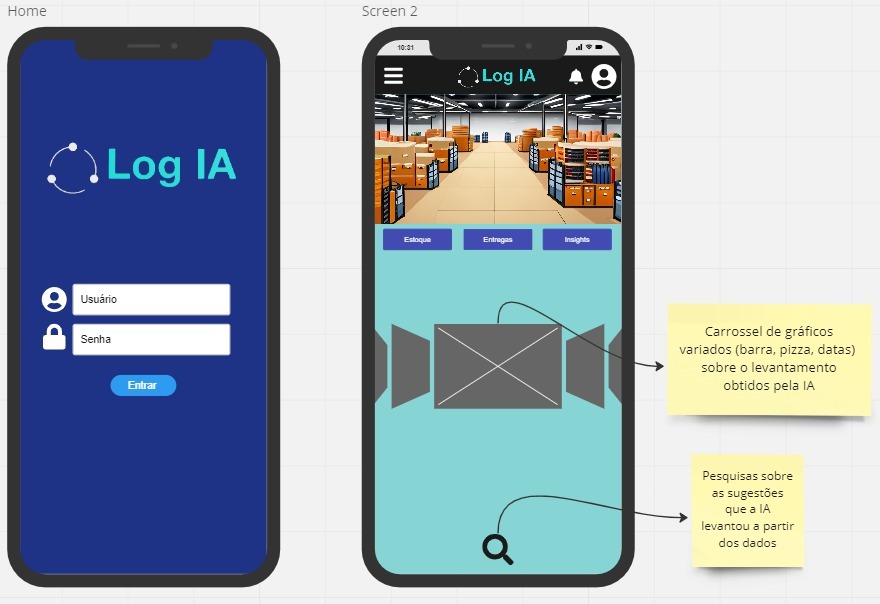 Home
Log IA
Usuário
Senha
Entrar
Screen 2
10:31
Log IA
Estoque
Entregas
Insights
Carrossel de gráficos
variados (barra, pizza, datas)
sobre o levantamento
obtidos pela IA
Pesquisas sobre
as sugestões
que a IA
levantou a partir
dos dados